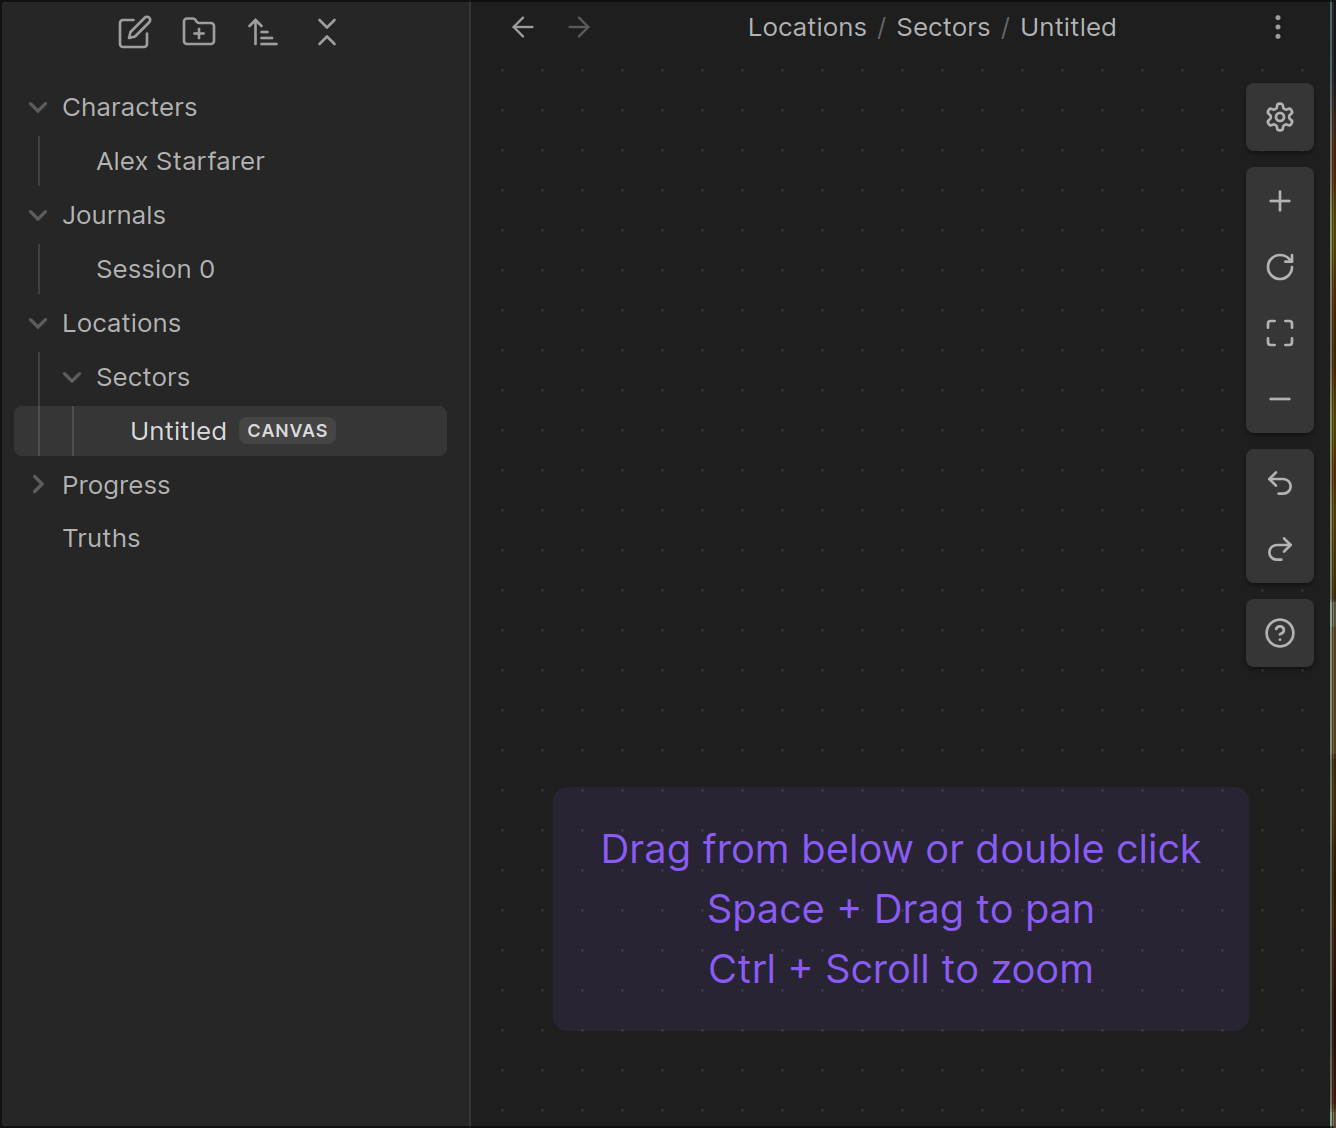 Locations / Sectors / Untitled
Characters
Alex Starfarer
Journals
Session 0
Locations
Sectors
Untitled CANVAS
Progress
Truths
Drag from below or double click
Space + Drag to pan
Ctrl + Scroll to zoom